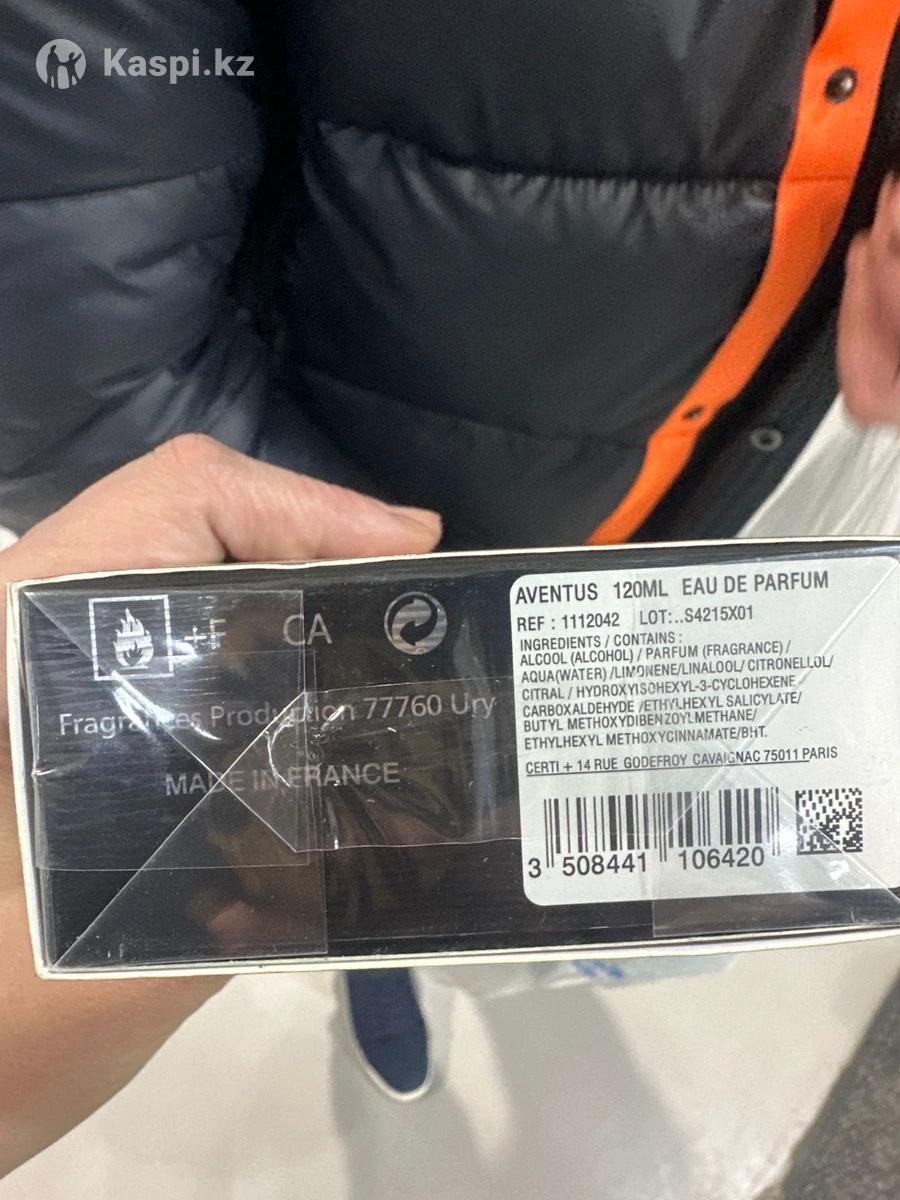 Kaspi.kz
AVENTUS 120ML EAU DE PARFUM
REF : 1112042 LOT:..S4215X01
INGREDIENTS / CONTAINS :
ALCOOL (ALCOHOL) / PARFUM (FRAGRANCE) /
AQUA(WATER) /LIMONENE/LINALOOL/ CITRONELLOL/
CITRAL / HYDROXYISOHEXYL-3-CYCLOHEXENE
CARBOXALDEHYDE /ETHYLHEXYL SALICYLATE/
BUTYL METHOXYDIBENZOYLMETHANE/
ETHYLHEXYL METHOXYCINNAMATE/BHT.
CERTI + 14 RUE GODEFROY CAVAIGNAC 75011 PARIS
3 508441 106420
+F CA
Fragrances Production 77760 Ury
MADE IN FRANCE